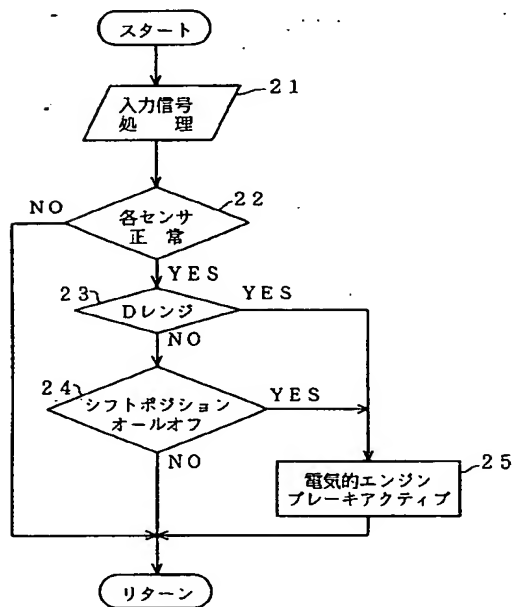 スタート
21
入力信号
処　理
22
NO
各センサ
正　常
YES
23
YES
Dレンジ
NO
24
YES
シフトポジション
オールオフ
NO
25
電気的エンジン
ブレーキアクティブ
リターン